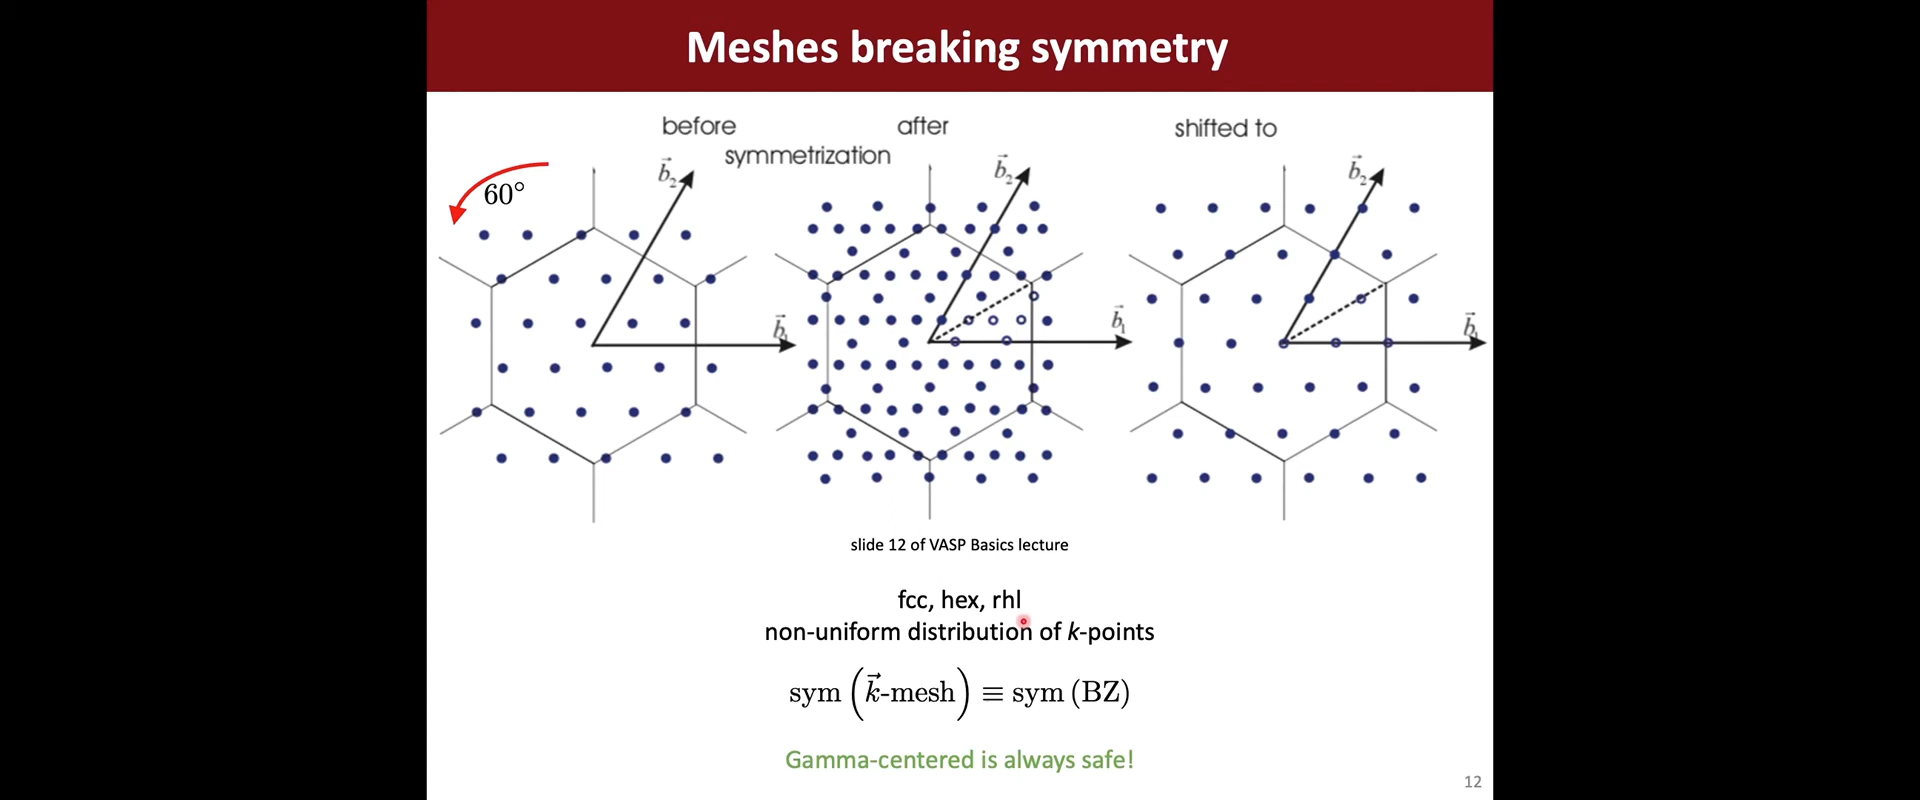 Meshes breaking symmetry
before
after
symmetrization
shifted to
60°
b⃗₂
b⃗₁
b⃗₂
b⃗₁
b⃗₂
b⃗₁
slide 12 of VASP Basics lecture
fcc, hex, rhl
non-uniform distribution of k-points
sym (k⃗-mesh) ≡ sym (BZ)
Gamma-centered is always safe!
12